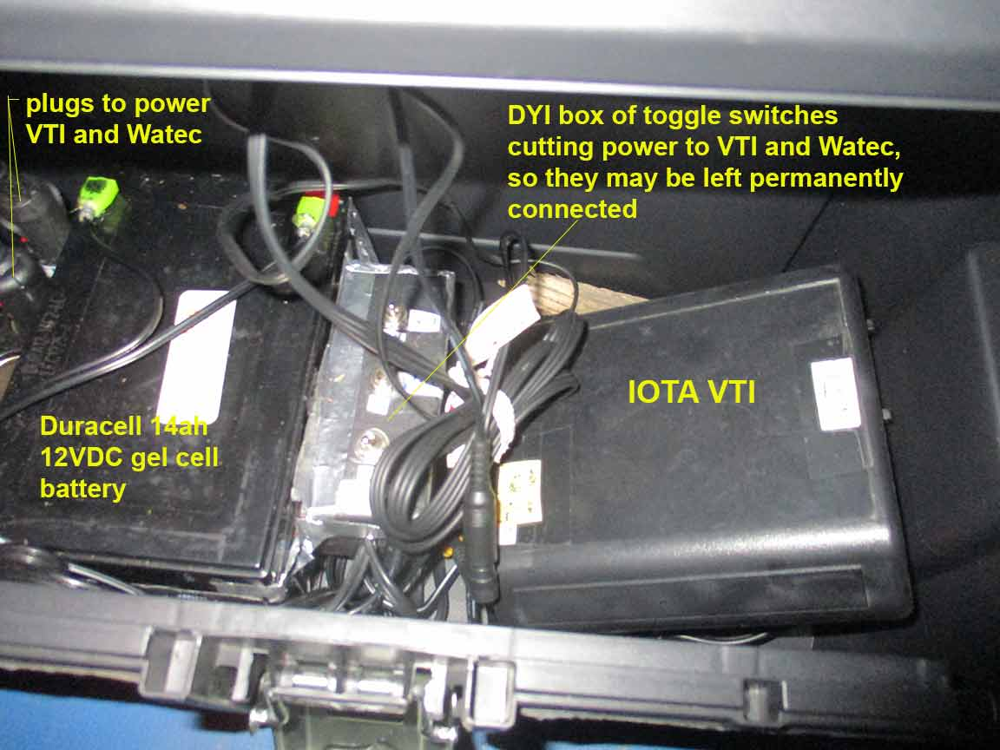 plugs to power
VTI and Watec
DYI box of toggle switches
cutting power to VTI and Watec,
so they may be left permanently
connected
IOTA VTI
Duracell 14ah
12VDC gel cell
battery